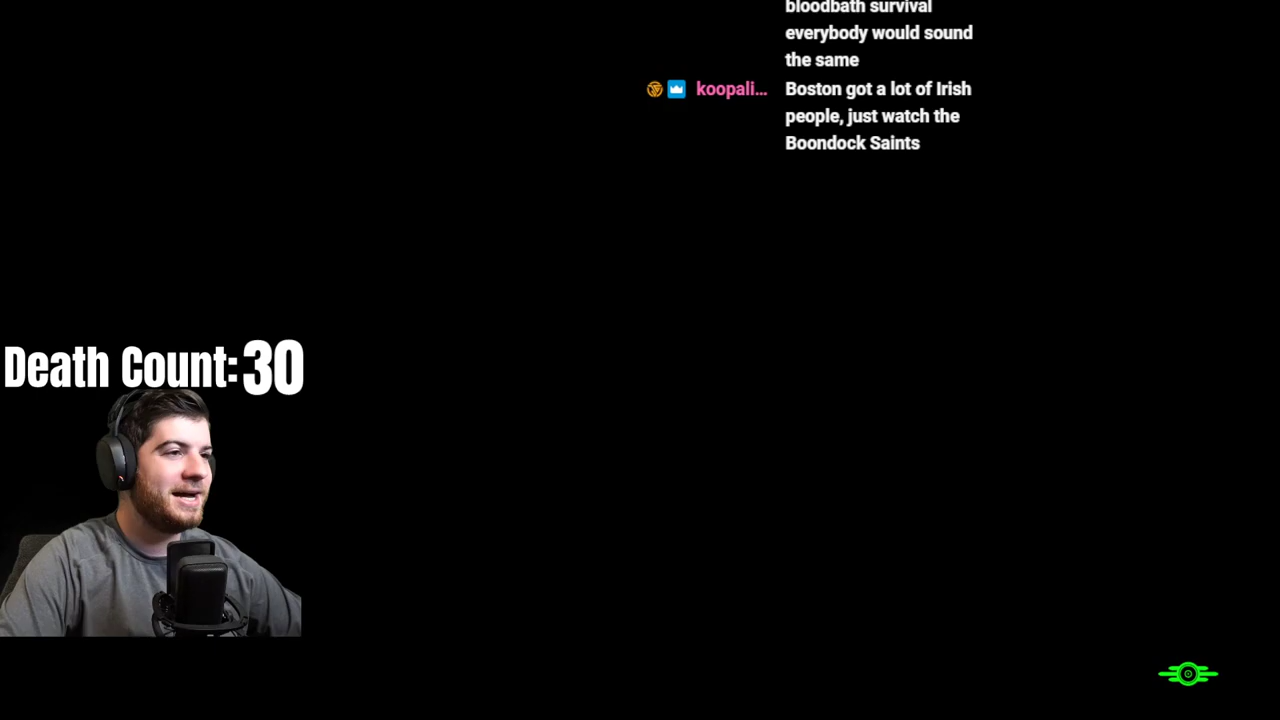 bloodbath survival
everybody would sound
the same
koopali... Boston got a lot of Irish
people, just watch the
Boondock Saints
Death Count: 30